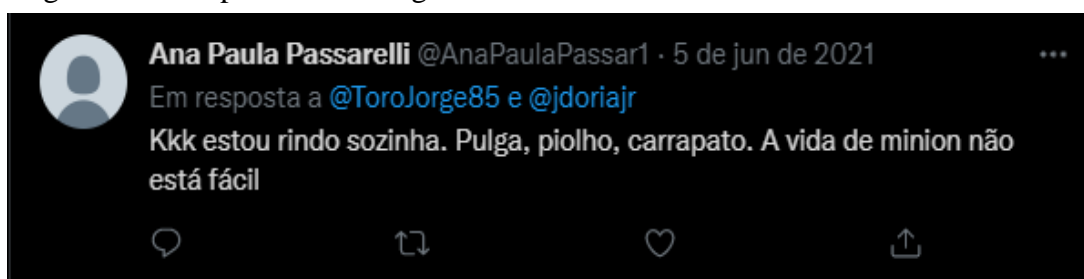 Ana Paula Passarelli @AnaPaulaPassar1 · 5 de jun de 2021
Em resposta a @ToroJorge85 e @jdoriajr
Kkk estou rindo sozinha. Pulga, piolho, carrapato. A vida de minion não
está fácil